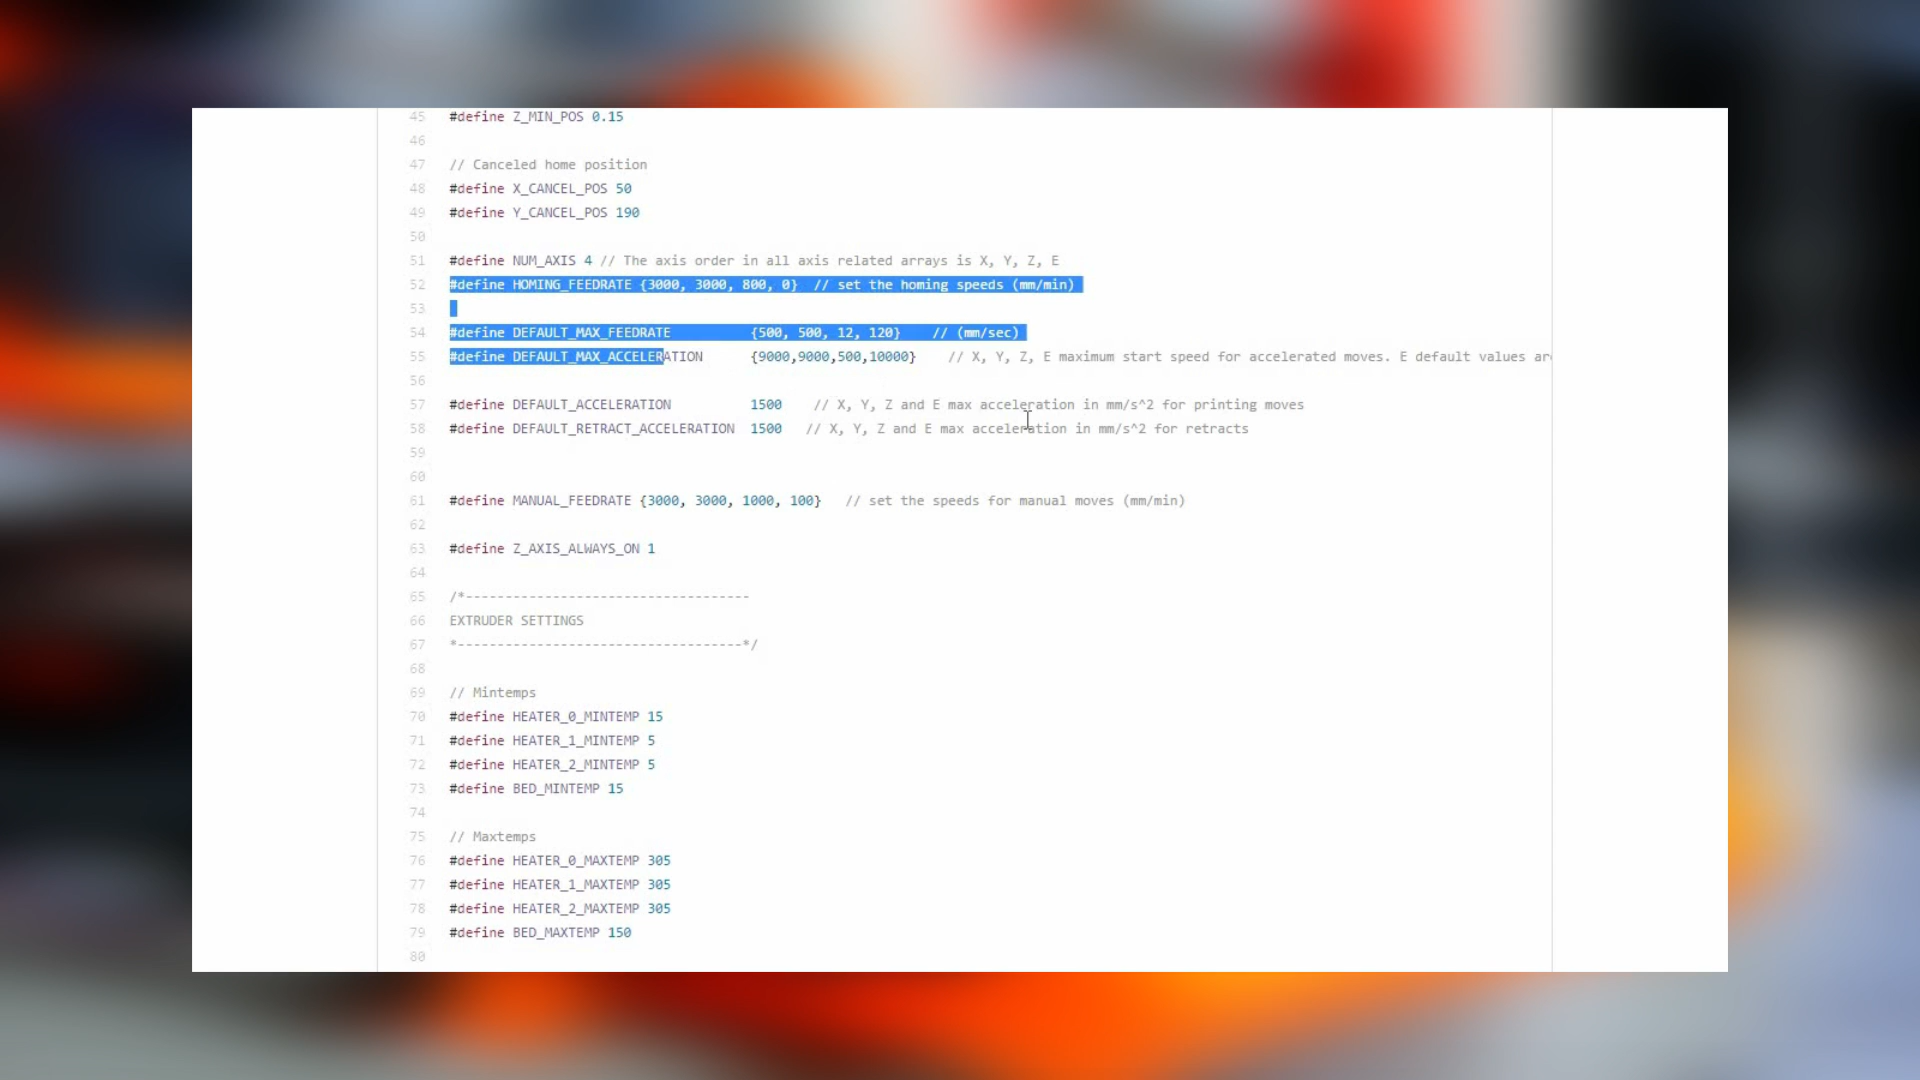 45 #define Z_MIN_POS 0.15
46
47 // Canceled home position
48 #define X_CANCEL_POS 50
49 #define Y_CANCEL_POS 190
50
51 #define NUM_AXIS 4 // The axis order in all axis related arrays is X, Y, Z, E
52 #define HOMING_FEEDRATE {3000, 3000, 800, 0}  // set the homing speeds (mm/min)
53
54 #define DEFAULT_MAX_FEEDRATE          {500, 500, 12, 120}    // (mm/sec)
55 #define DEFAULT_MAX_ACCELERATION      {9000,9000,500,10000}    // X, Y, Z, E maximum start speed for accelerated moves. E default values ar
56
57 #define DEFAULT_ACCELERATION          1500    // X, Y, Z and E max acceleration in mm/s^2 for printing moves
58 #define DEFAULT_RETRACT_ACCELERATION  1500   // X, Y, Z and E max acceleration in mm/s^2 for retracts
59
60
61 #define MANUAL_FEEDRATE {3000, 3000, 1000, 100}   // set the speeds for manual moves (mm/min)
62
63 #define Z_AXIS_ALWAYS_ON 1
64
65 /*------------------------------------
66 EXTRUDER SETTINGS
67 *------------------------------------*/
68
69 // Mintemps
70 #define HEATER_0_MINTEMP 15
71 #define HEATER_1_MINTEMP 5
72 #define HEATER_2_MINTEMP 5
73 #define BED_MINTEMP 15
74
75 // Maxtemps
76 #define HEATER_0_MAXTEMP 305
77 #define HEATER_1_MAXTEMP 305
78 #define HEATER_2_MAXTEMP 305
79 #define BED_MAXTEMP 150
80